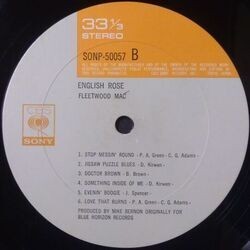 33 1/3
STEREO
SONP-50057 B
ENGLISH ROSE
FLEETWOOD MAC
CBS
SONY
1. STOP MESSIN' ROUND - P. A. Green - C. G. Adams -
2. JIGSAW PUZZLE BLUES - D. Kirwan -
3. DOCTOR BROWN - B. Brown -
4. SOMETHING INSIDE OF ME - D. Kirwan -
5. EVENIN' BOOGIE - J. Spencer -
6. LOVE THAT BURNS - P. A. Green - C. G. Adams -
PRODUCED BY MIKE VERNON ORIGINALLY FOR
BLUE HORIZON RECORDS